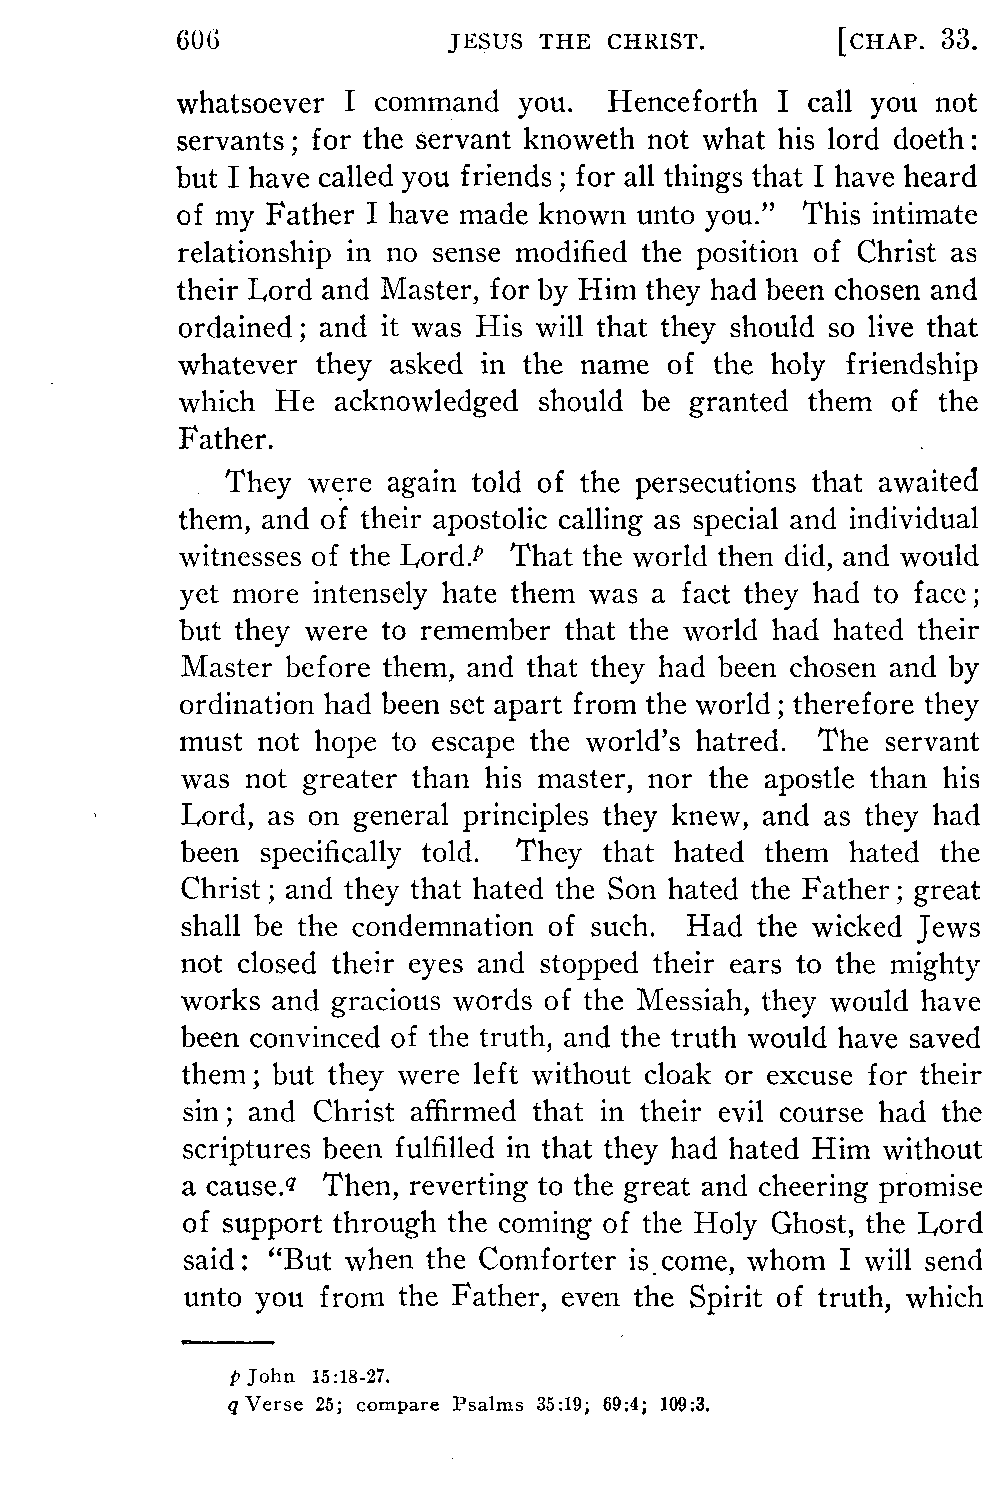 606 JESUS THE CHRIST. [CHAP. 33.
whatsoever I command you. Henceforth I call you not
servants; for the servant knoweth not what his lord doeth:
but I have called you friends; for all things that I have heard
of my Father I have made known unto you.” This intimate
relationship in no sense modified the position of Christ as
their Lord and Master, for by Him they had been chosen and
ordained; and it was His will that they should so live that
whatever they asked in the name of the holy friendship
which He acknowledged should be granted them of the
Father.
They were again told of the persecutions that awaited
them, and of their apostolic calling as special and individual
witnesses of the Lord.p That the world then did, and would
yet more intensely hate them was a fact they had to face;
but they were to remember that the world had hated their
Master before them, and that they had been chosen and by
ordination had been set apart from the world; therefore they
must not hope to escape the world’s hatred. The servant
was not greater than his master, nor the apostle than his
Lord, as on general principles they knew, and as they had
been specifically told. They that hated them hated the
Christ; and they that hated the Son hated the Father; great
shall be the condemnation of such. Had the wicked Jews
not closed their eyes and stopped their ears to the mighty
works and gracious words of the Messiah, they would have
been convinced of the truth, and the truth would have saved
them; but they were left without cloak or excuse for their
sin; and Christ affirmed that in their evil course had the
scriptures been fulfilled in that they had hated Him without
a cause.q Then, reverting to the great and cheering promise
of support through the coming of the Holy Ghost, the Lord
said: “But when the Comforter is come, whom I will send
unto you from the Father, even the Spirit of truth, which
p John 15:18-27.
q Verse 25; compare Psalms 35:19; 69:4; 109:3.